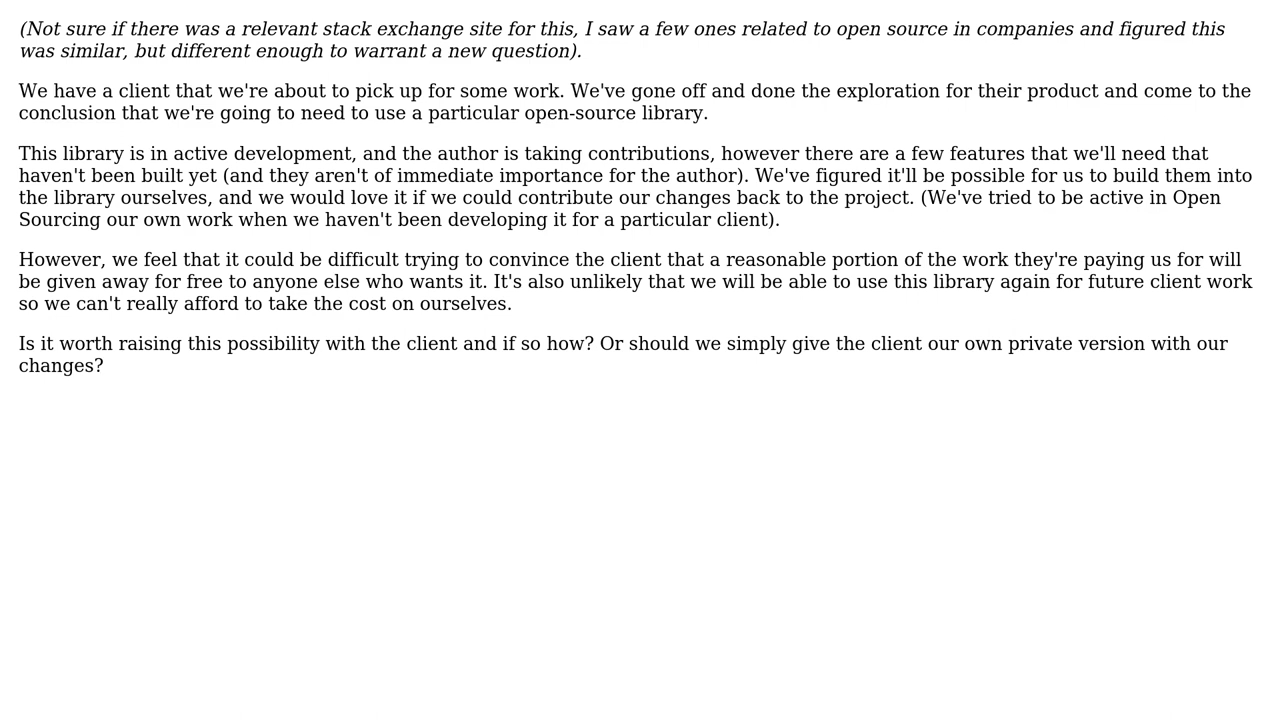 (Not sure if there was a relevant stack exchange site for this, I saw a few ones related to open source in companies and figured this
was similar, but different enough to warrant a new question).
We have a client that we're about to pick up for some work. We've gone off and done the exploration for their product and come to the
conclusion that we're going to need to use a particular open-source library.
This library is in active development, and the author is taking contributions, however there are a few features that we'll need that
haven't been built yet (and they aren't of immediate importance for the author). We've figured it'll be possible for us to build them into
the library ourselves, and we would love it if we could contribute our changes back to the project. (We've tried to be active in Open
Sourcing our own work when we haven't been developing it for a particular client).
However, we feel that it could be difficult trying to convince the client that a reasonable portion of the work they're paying us for will
be given away for free to anyone else who wants it. It's also unlikely that we will be able to use this library again for future client work
so we can't really afford to take the cost on ourselves.
Is it worth raising this possibility with the client and if so how? Or should we simply give the client our own private version with our
changes?